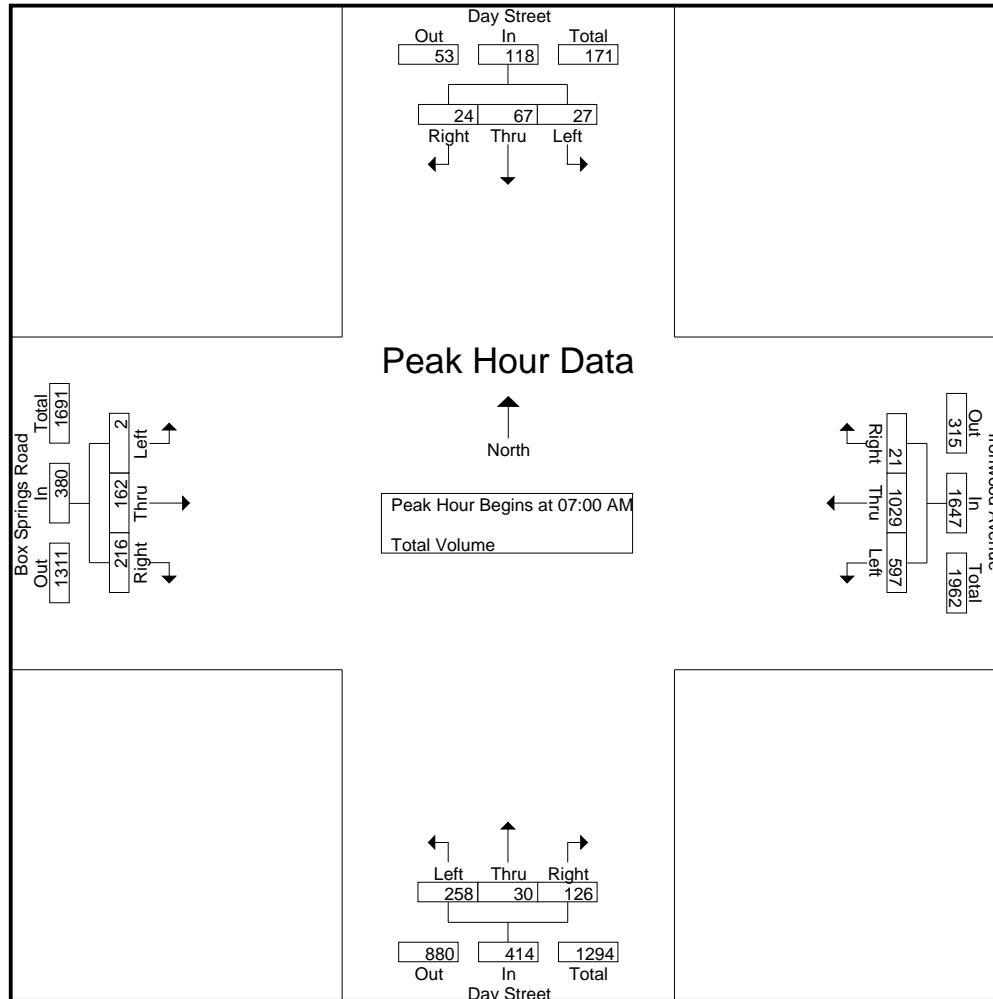 Day Street
Out In Total
53 118 171
24 67 27
Right Thru Left
Peak Hour Data
North
Peak Hour Begins at 07:00 AM
Total Volume
Box Springs Road
Out In Total
1311 380 1691
216 162 2
Right Thru Left
Out In Total
315 1647 1962
21 1029 597
Right Thru Left
Left Thru Right
258 30 126
880 414 1294
Out In Total
Day Street